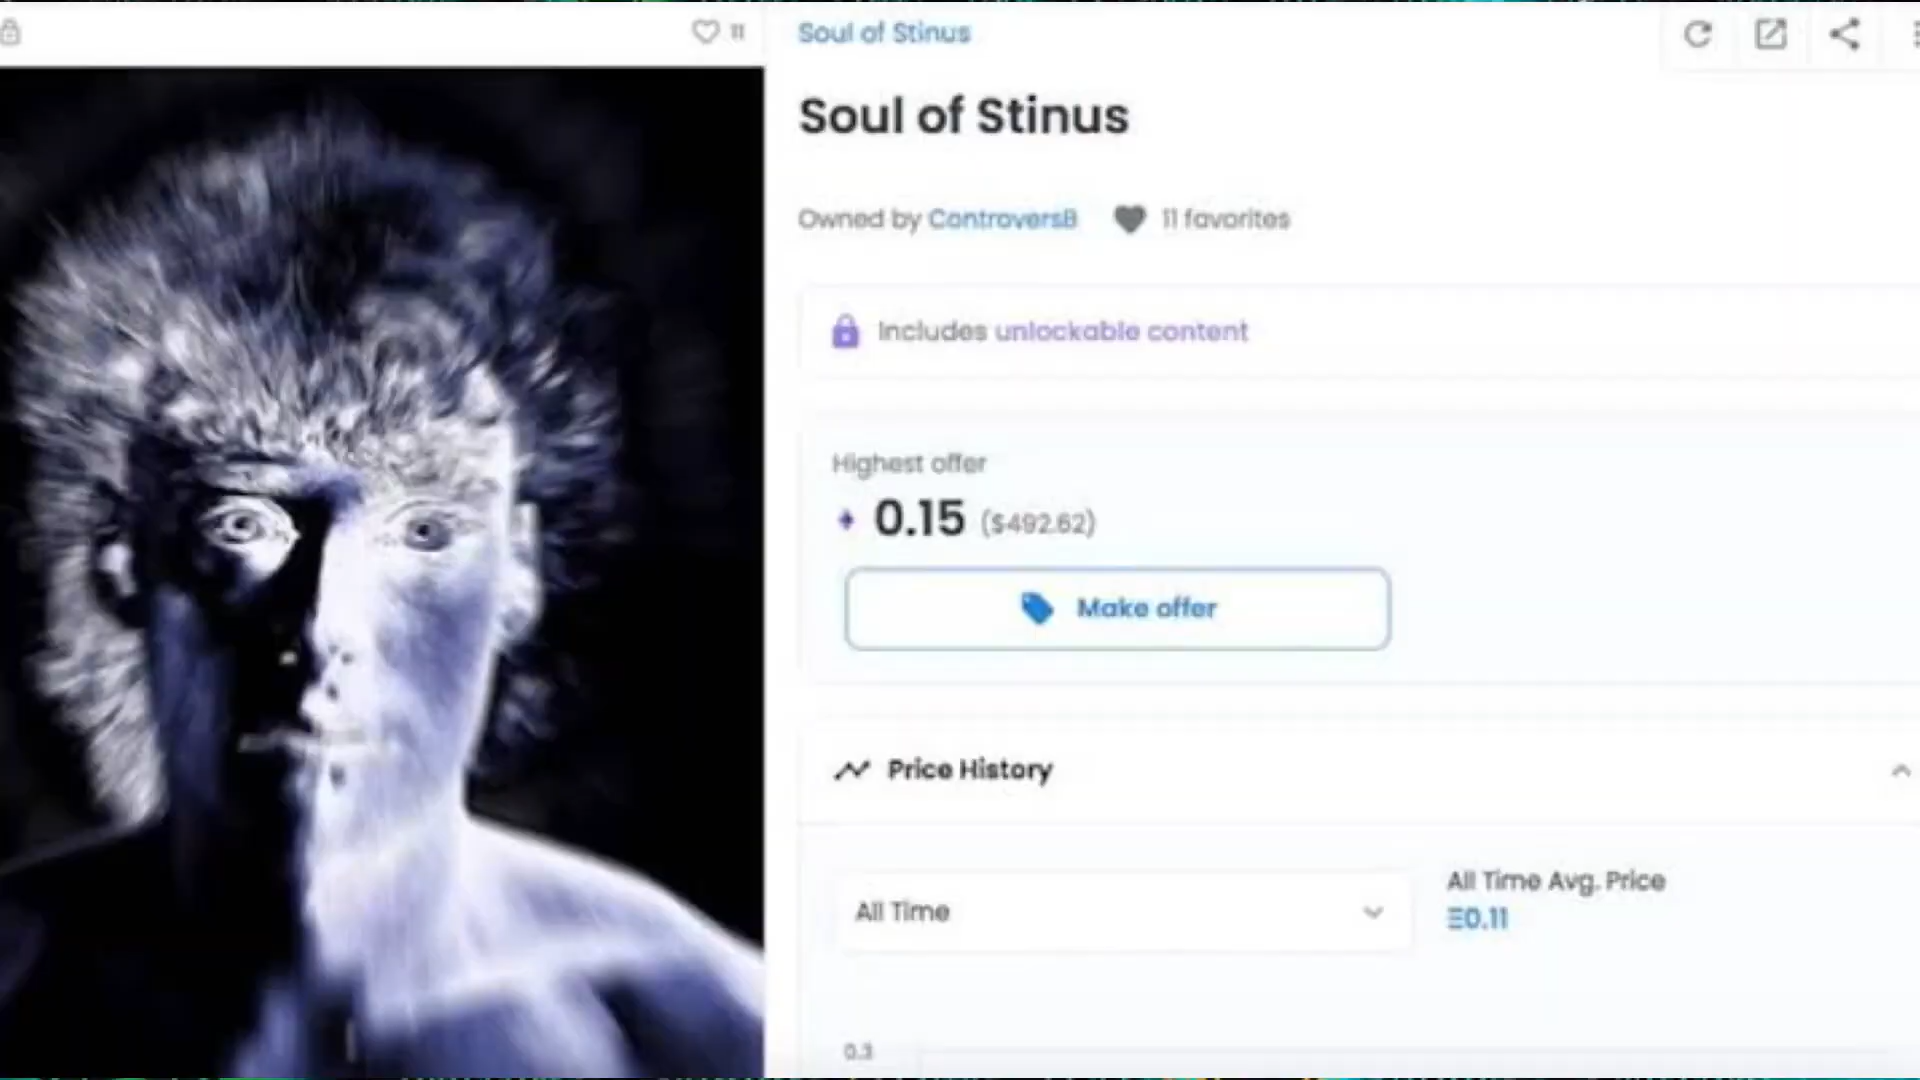 11
Soul of Stinus
Soul of Stinus
Owned by ControversB
11 favorites
Includes unlockable content
Highest offer
0.15 ($492.62)
Make offer
Price History
All Time
All Time Avg. Price
Ξ0.11
0.3